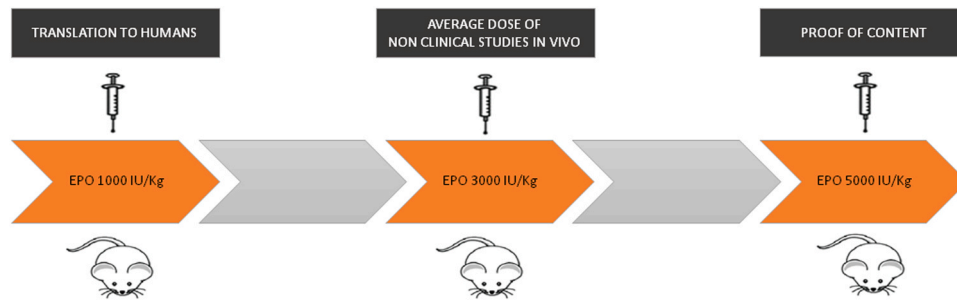 TRANSLATION TO HUMANS
AVERAGE DOSE OF
NON CLINICAL STUDIES IN VIVO
PROOF OF CONTENT
EPO 1000 IU/Kg
EPO 3000 IU/Kg
EPO 5000 IU/Kg